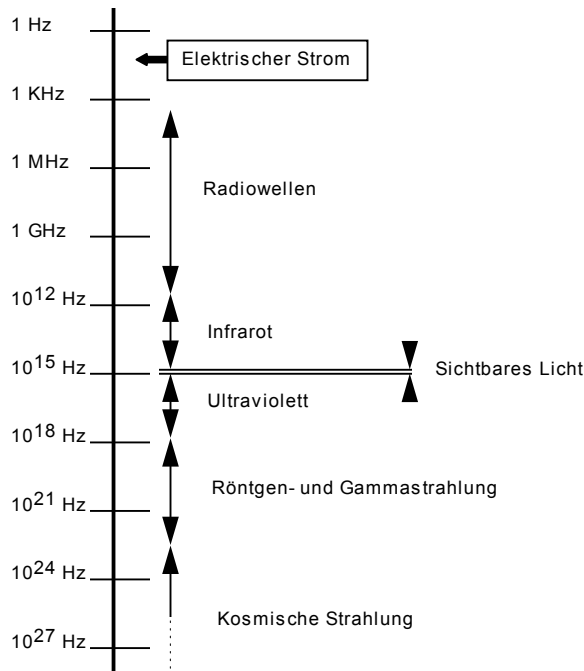 1 Hz
Elektrischer Strom
1 KHz
1 MHz
Radiowellen
1 GHz
10¹² Hz
Infrarot
10¹⁵ Hz
Sichtbares Licht
Ultraviolett
10¹⁸ Hz
Röntgen- und Gammastrahlung
10²¹ Hz
10²⁴ Hz
Kosmische Strahlung
10²⁷ Hz